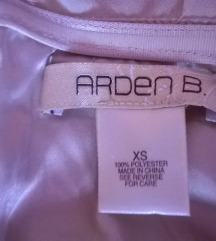 ARDEN B.
XS
100% POLYESTER
MADE IN CHINA
SEE REVERSE
FOR CARE